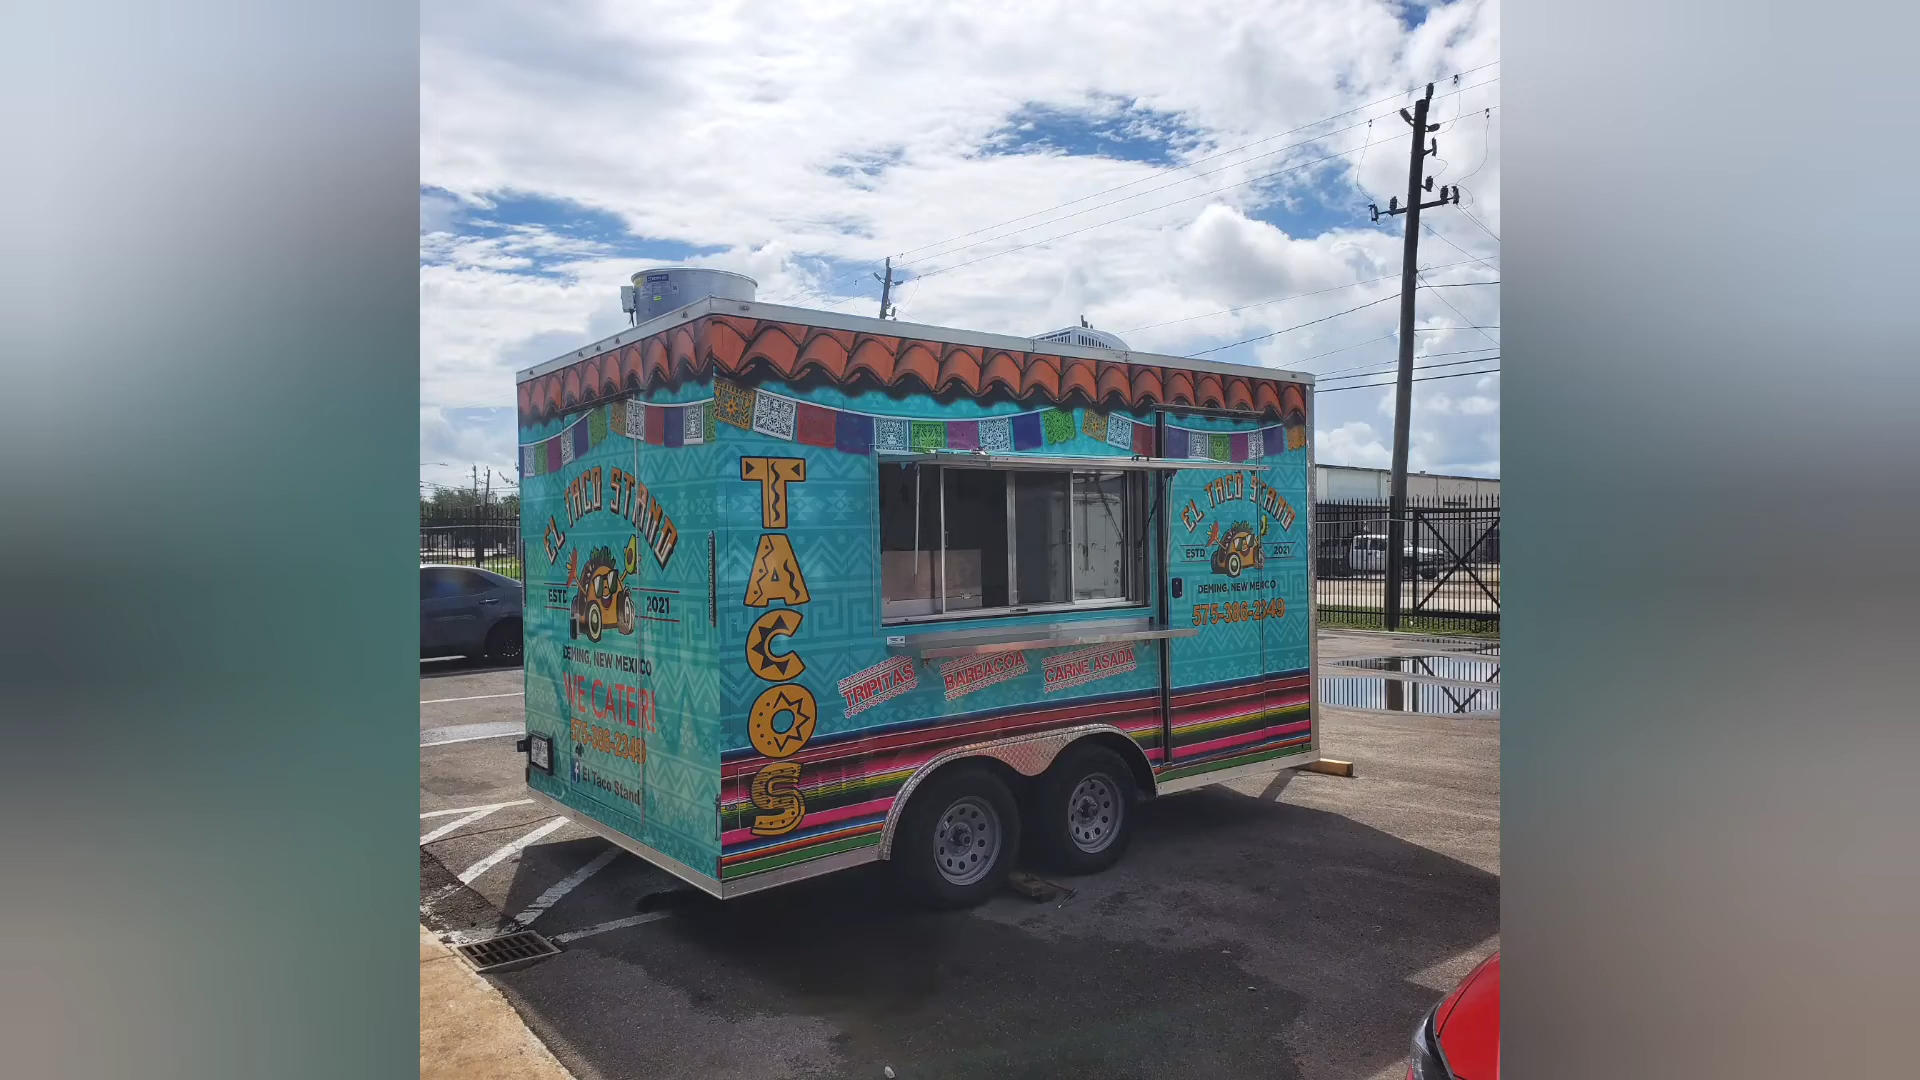 EL TACO STAND
ESTD 2021
DEMING, NEW MEXICO
WE CATER!
575-386-2349
El Taco Stand
TACOS
TRIPITAS
BARBACOA
CARNE ASADA
EL TACO STAND
ESTD 2021
DEMING, NEW MEXICO
575-386-2349